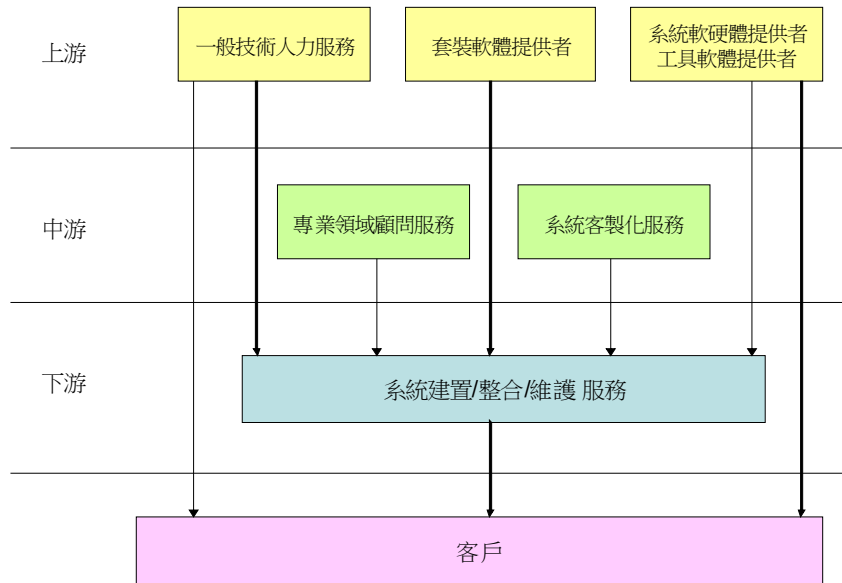 上游
一般技術人力服務
套裝軟體提供者
系統軟硬體提供者
工具軟體提供者
中游
專業領域顧問服務
系統客製化服務
下游
系統建置/整合/維護 服務
客戶